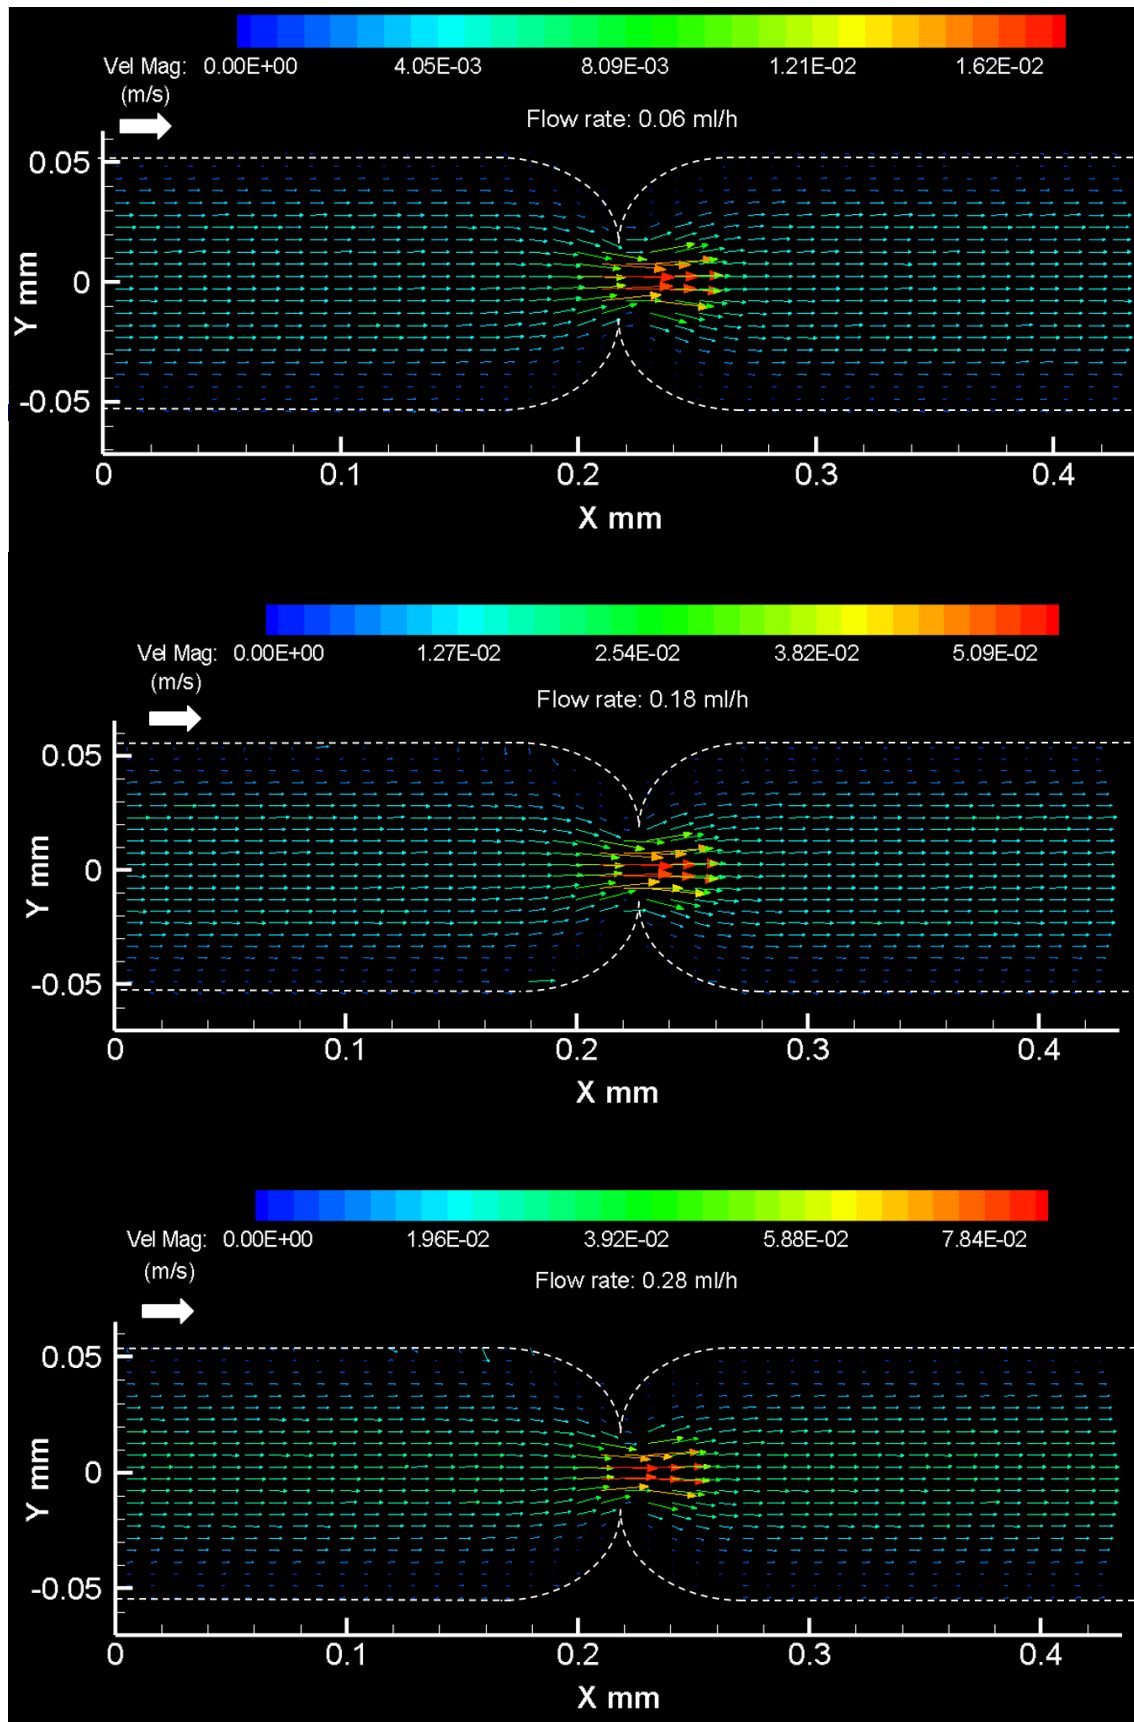 Vel Mag: 0.00E+00 4.05E-03 8.09E-03 1.21E-02 1.62E-02
(m/s)
Flow rate: 0.06 ml/h
0.05
0
-0.05
Y mm
0 0.1 0.2 0.3 0.4
X mm
Vel Mag: 0.00E+00 1.27E-02 2.54E-02 3.82E-02 5.09E-02
(m/s)
Flow rate: 0.18 ml/h
0.05
0
-0.05
Y mm
0 0.1 0.2 0.3 0.4
X mm
Vel Mag: 0.00E+00 1.96E-02 3.92E-02 5.88E-02 7.84E-02
(m/s)
Flow rate: 0.28 ml/h
0.05
0
-0.05
Y mm
0 0.1 0.2 0.3 0.4
X mm